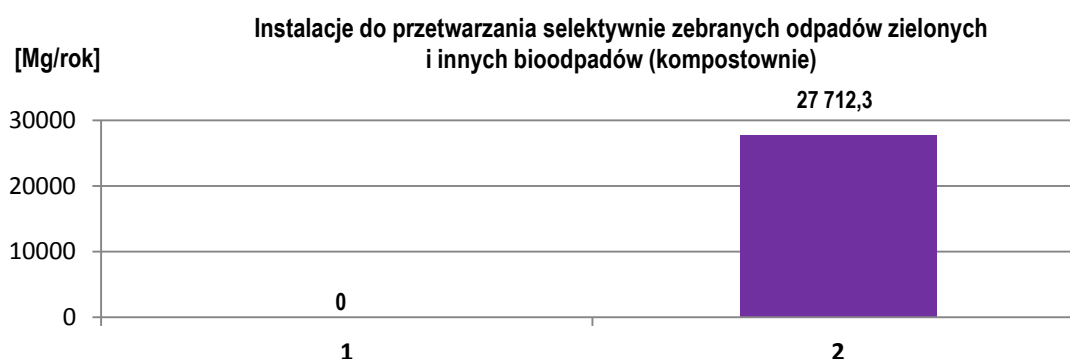 Instalacje do przetwarzania selektywnie zebranych odpadów zielonych
i innych bioodpadów (kompostownie)
[Mg/rok]
27 712,3
30000
20000
10000
0
0
1
2